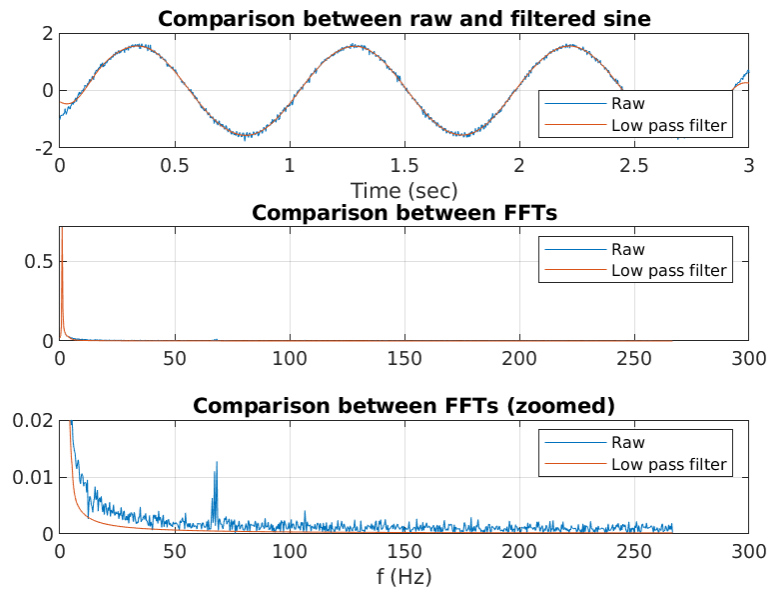 Comparison between raw and filtered sine
2
0
-2
Raw
Low pass filter
0 0.5 1 1.5 2 2.5 3
Time (sec)
Comparison between FFTs
0.5
0
Raw
Low pass filter
0 50 100 150 200 250 300
Comparison between FFTs (zoomed)
0.02
0.01
0
Raw
Low pass filter
0 50 100 150 200 250 300
f (Hz)